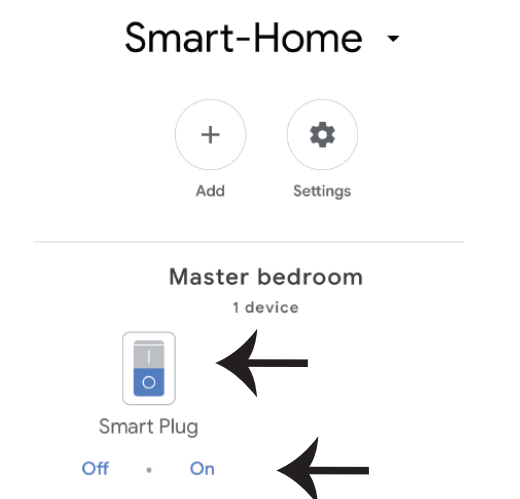 Smart-Home
Add Settings
Master bedroom
1 device
Smart Plug
Off • On